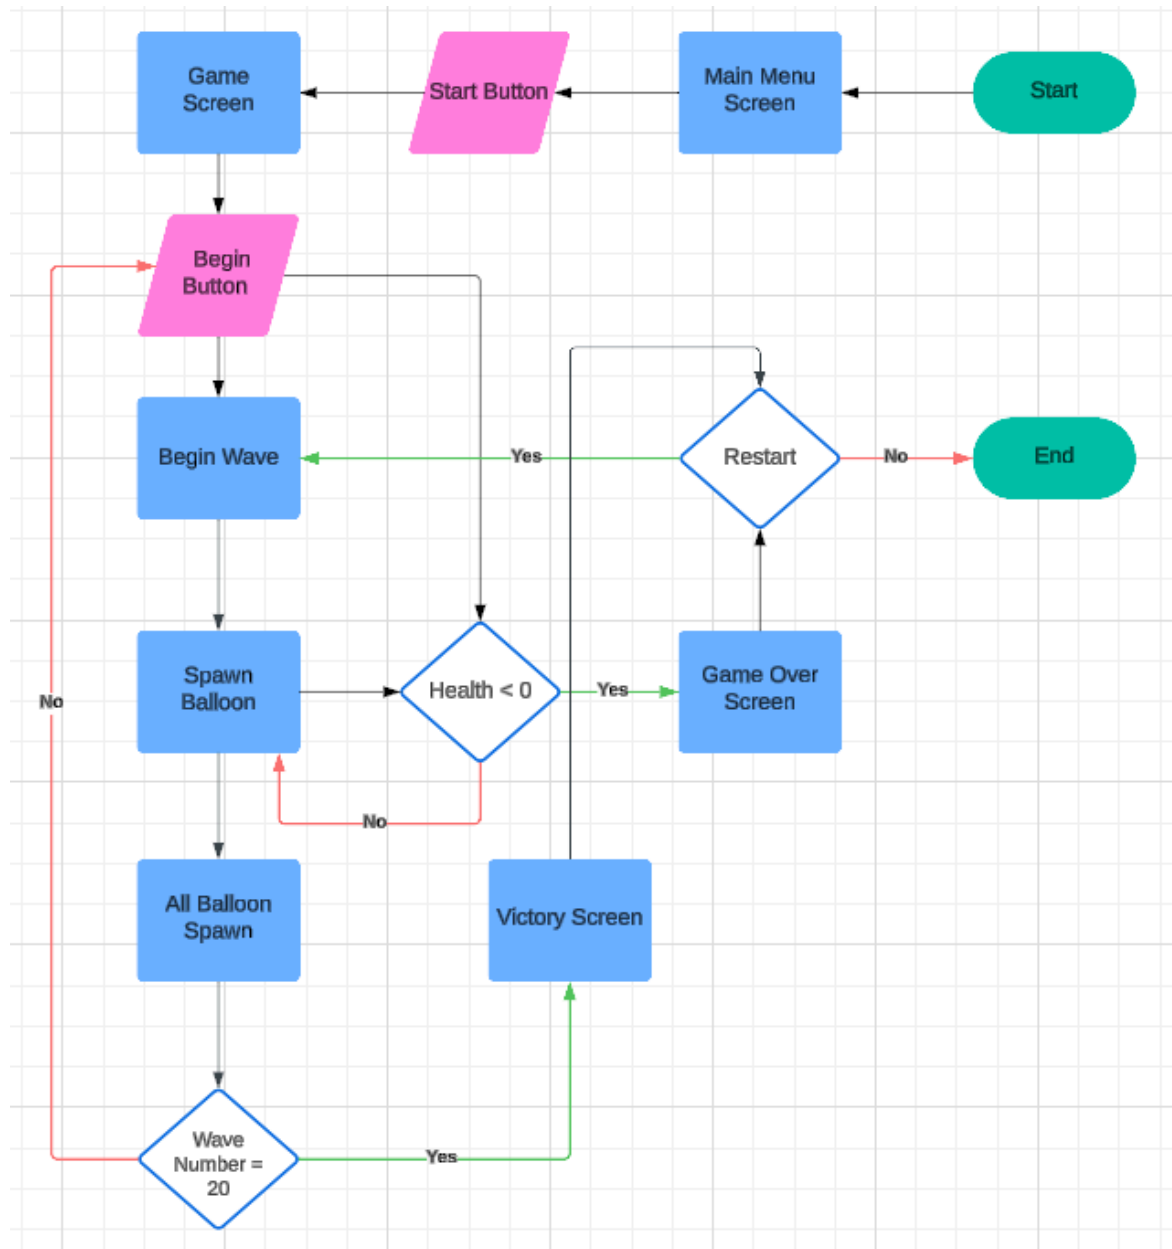 Game
Screen
Start Button
Main Menu
Screen
Start
Begin
Button
Begin Wave
Yes
Restart
No
End
Spawn
Balloon
Health < 0
Yes
Game Over
Screen
No
No
All Balloon
Spawn
Victory Screen
Wave
Number =
20
Yes